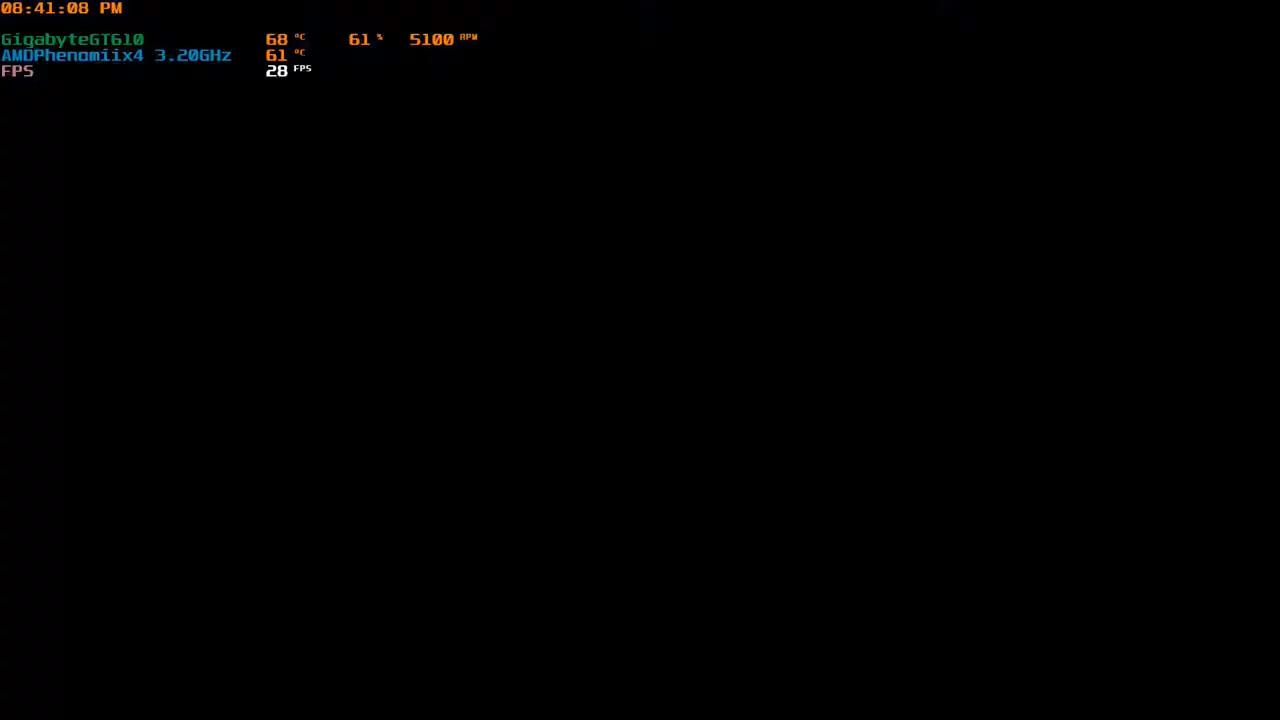 08:41:08 PM
GigabyteGT610 68 °C 61 % 5100 RPM
AMDPhenomiix4 3.20GHz 61 °C
FPS 28 FPS